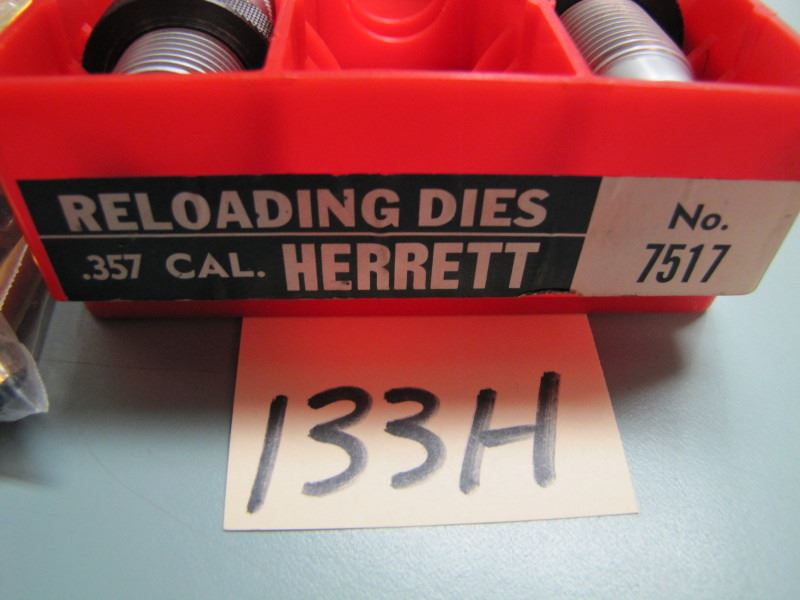 RELOADING DIES
.357 CAL. HERRETT
No.
7517
133H